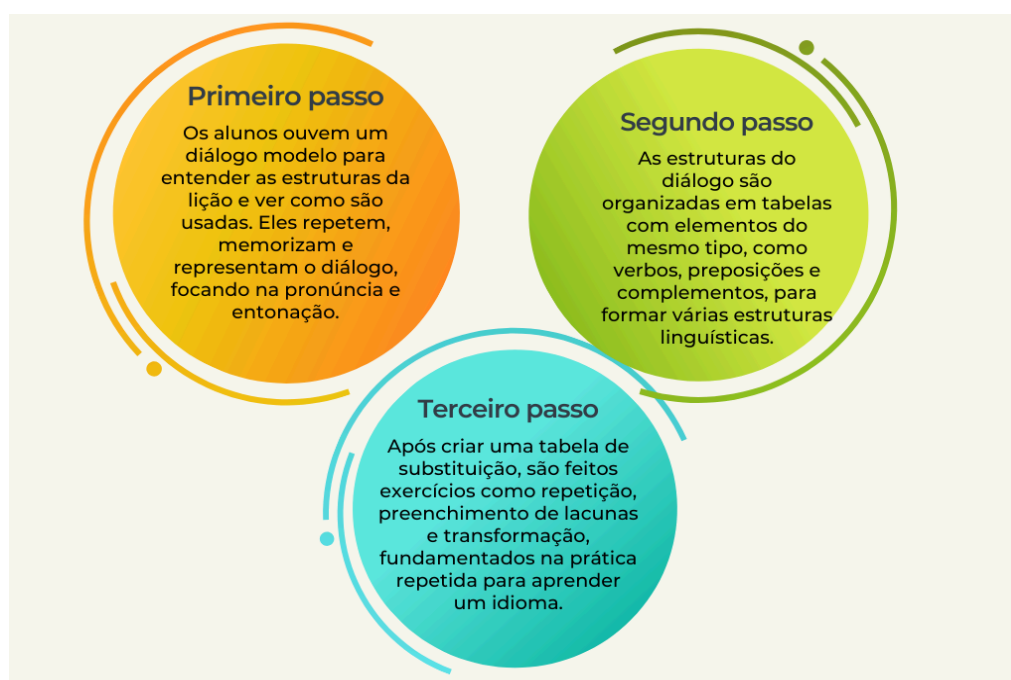 Primeiro passo
Os alunos ouvem um
diálogo modelo para
entender as estruturas da
lição e ver como são
usadas. Eles repetem,
memorizam e
representam o diálogo,
focando na pronúncia e
entonação.
Segundo passo
As estruturas do
diálogo são
organizadas em tabelas
com elementos do
mesmo tipo, como
verbos, preposições e
complementos, para
formar várias estruturas
linguísticas.
Terceiro passo
Após criar uma tabela de
substituição, são feitos
exercícios como repetição,
preenchimento de lacunas
e transformação,
fundamentados na prática
repetida para aprender
um idioma.